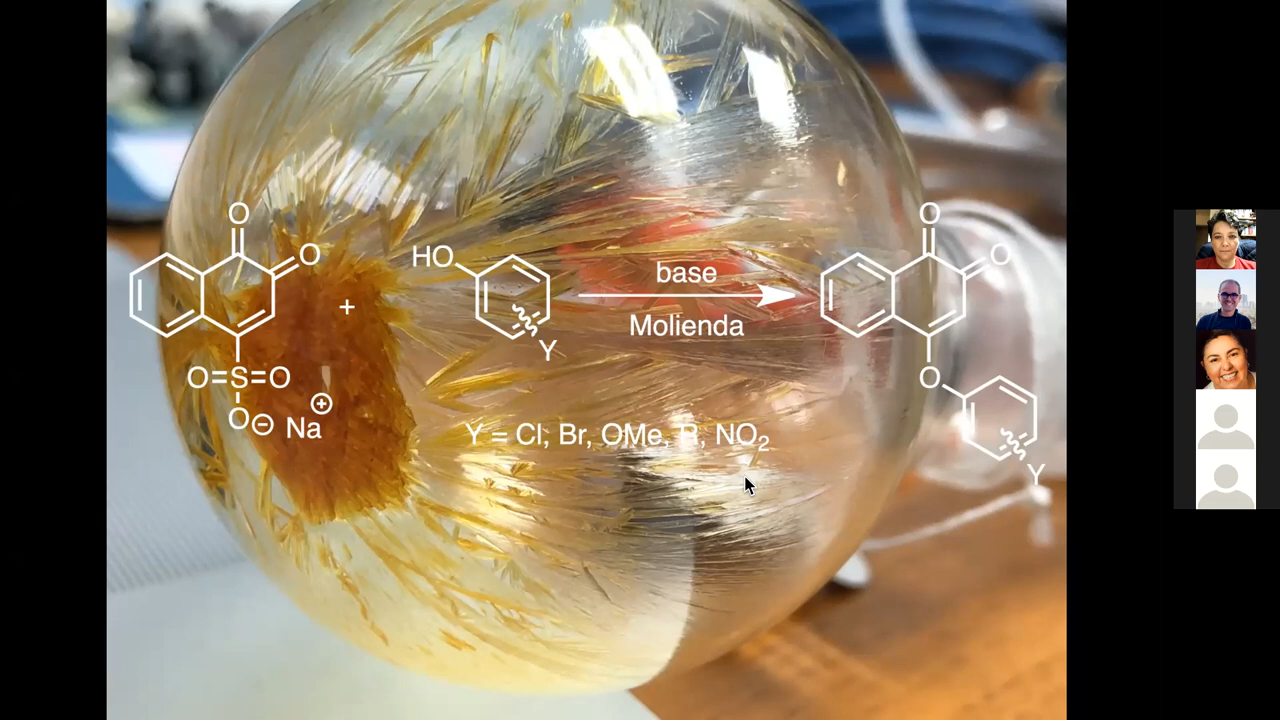 O
O
HO
O
O
+
base
Molienda
Y
O=S=O
O
O⊖ Na⊕
Y
Y = Cl, Br, OMe, R, NO₂